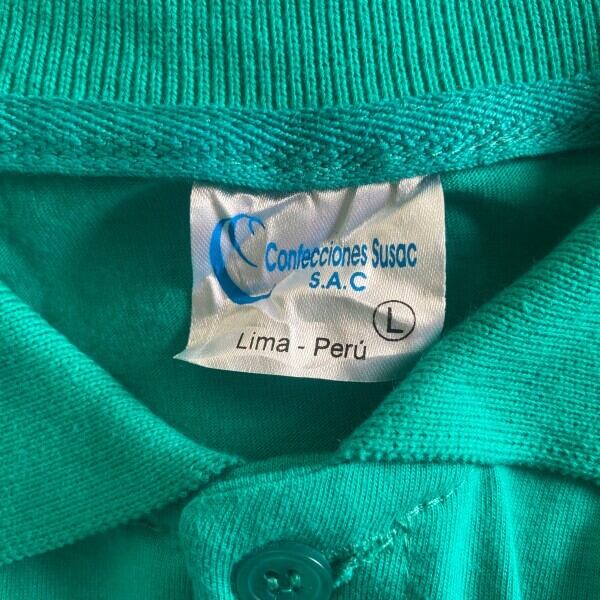 Confecciones Susac
S.A.C
L
Lima - Perú